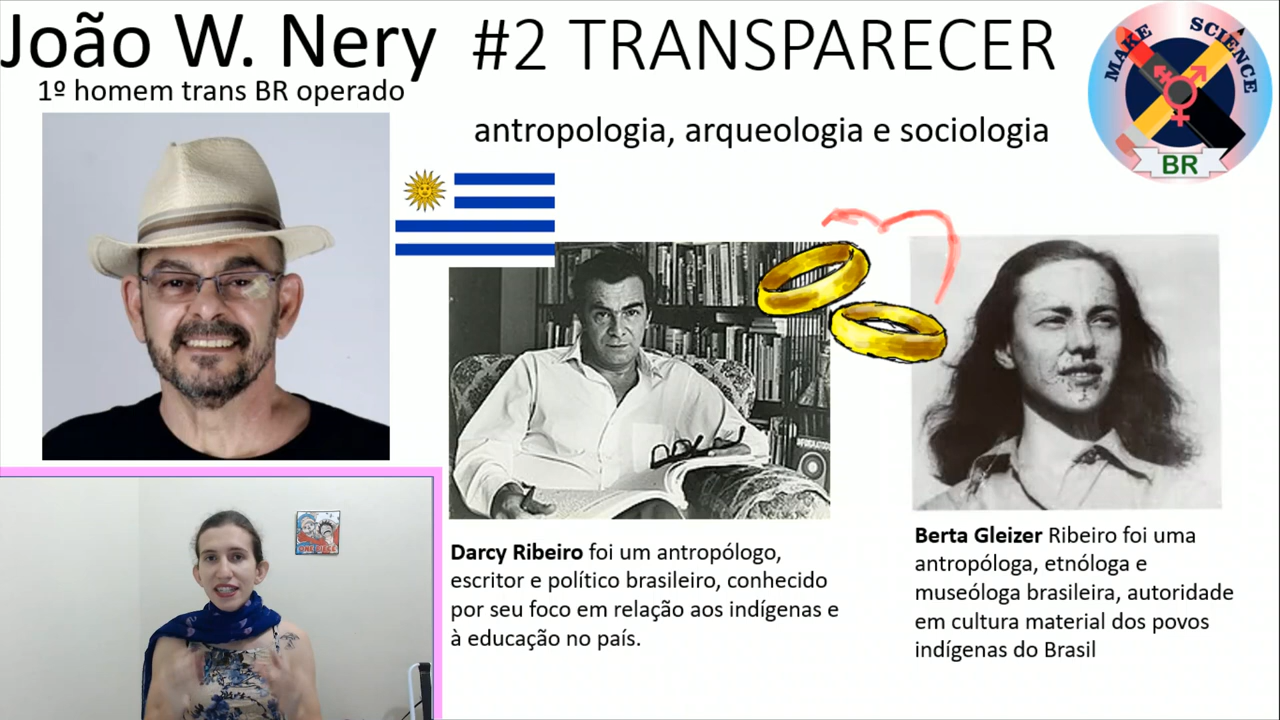 João W. Nery
1º homem trans BR operado
#2 TRANSPARECER
antropologia, arqueologia e sociologia
MAKE SCIENCE
BR
Darcy Ribeiro foi um antropólogo,
escritor e político brasileiro, conhecido
por seu foco em relação aos indígenas e
à educação no país.
Berta Gleizer Ribeiro foi uma
antropóloga, etnóloga e
museóloga brasileira, autoridade
em cultura material dos povos
indígenas do Brasil
ONE PIECE